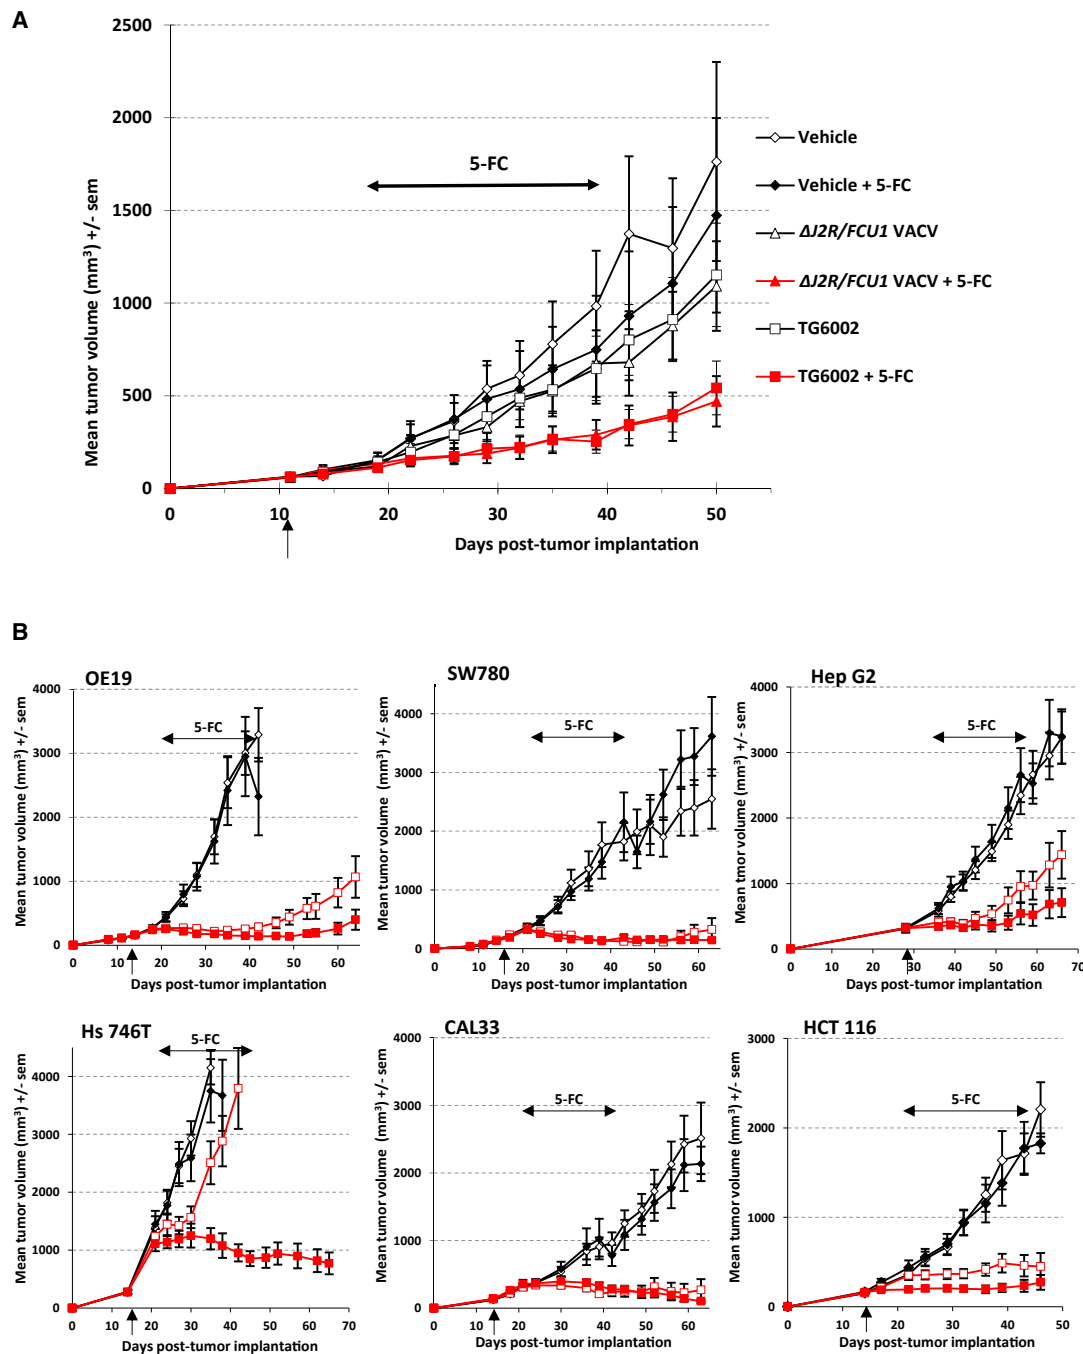 A
2500
2000
1500
1000
500
0
Mean tumor volume (mm³) +/- sem
5-FC
0 10 20 30 40 50
Days post-tumor implantation
Vehicle
Vehicle + 5-FC
ΔJ2R/FCU1 VACV
ΔJ2R/FCU1 VACV + 5-FC
TG6002
TG6002 + 5-FC
B
OE19
4000
3000
2000
1000
0
Mean tumor volume (mm³) +/- sem
5-FC
0 10 20 30 40 50 60
Days post-tumor implantation
SW780
4000
3000
2000
1000
0
Mean tumor volume (mm³) +/- sem
5-FC
0 10 20 30 40 50 60
Days post-tumor implantation
Hep G2
4000
3000
2000
1000
0
Mean tumor volume (mm³) +/- sem
5-FC
0 10 20 30 40 50 60 70
Days post-tumor implantation
Hs 746T
4000
3000
2000
1000
0
Mean tumor volume (mm³) +/- sem
5-FC
0 10 20 30 40 50 60 70
Days post-tumor implantation
CAL33
4000
3000
2000
1000
0
Mean tumor volume (mm³) +/- sem
5-FC
0 10 20 30 40 50 60
Days post-tumor implantation
HCT 116
3000
2000
1000
0
Mean tumor volume (mm³) +/- sem
5-FC
0 10 20 30 40 50
Days post-tumor implantation